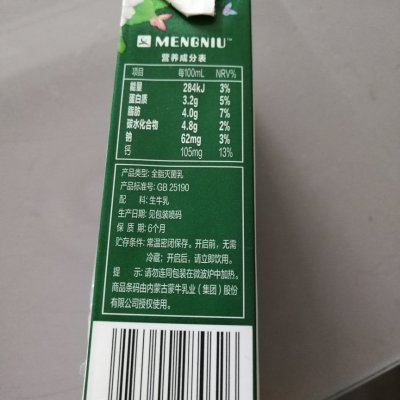 MENGNIU™
营养成分表
项目 每100mL NRV%
能量 284kJ 3%
蛋白质 3.2g 5%
脂肪 4.0g 7%
碳水化合物 4.8g 2%
钠 62mg 3%
钙 105mg 13%
产品类型: 全脂灭菌乳
产品标准号: GB 25190
配 料: 生牛乳
生产日期: 见包装喷码
保 质 期: 6个月
贮存条件: 常温密闭保存。开启前，无需
冷藏；开启后，请立即饮用。
提 示: 请勿连同包装在微波炉中加热。
商品条码由内蒙古蒙牛乳业（集团）股份
有限公司授权使用。